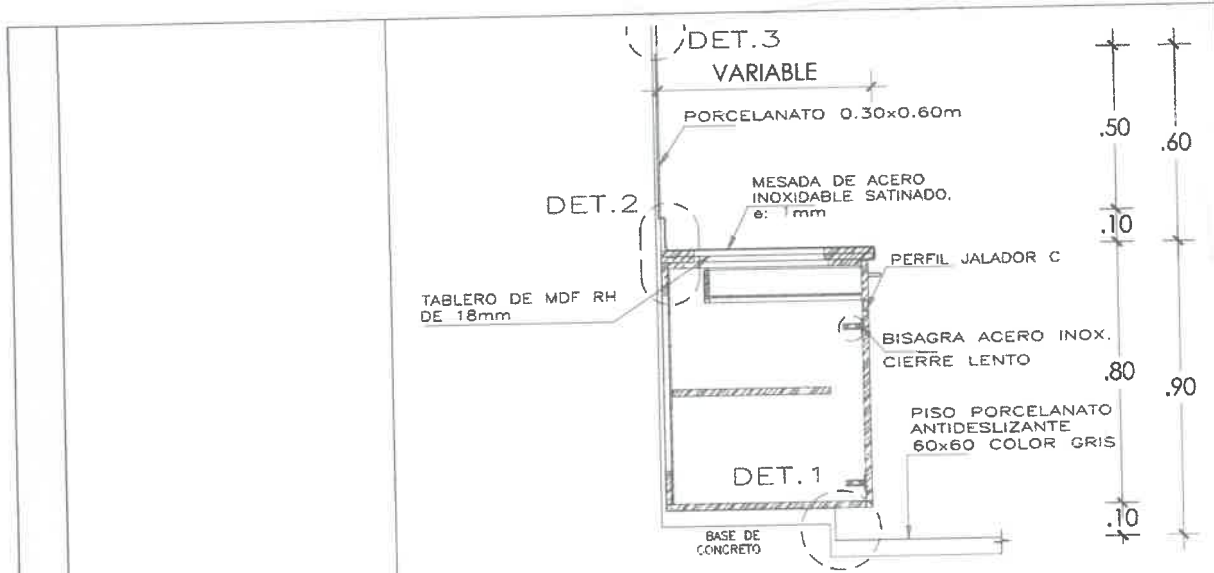 DET.3
VARIABLE
PORCELANATO 0.30x0.60m
.50
.60
MESADA DE ACERO
INOXIDABLE SATINADO.
e: 1mm
DET.2
.10
PERFIL JALADOR C
TABLERO DE MDF RH
DE 18mm
BISAGRA ACERO INOX.
CIERRE LENTO
.80
.90
PISO PORCELANATO
ANTIDESLIZANTE
60x60 COLOR GRIS
DET.1
.10
BASE DE
CONCRETO